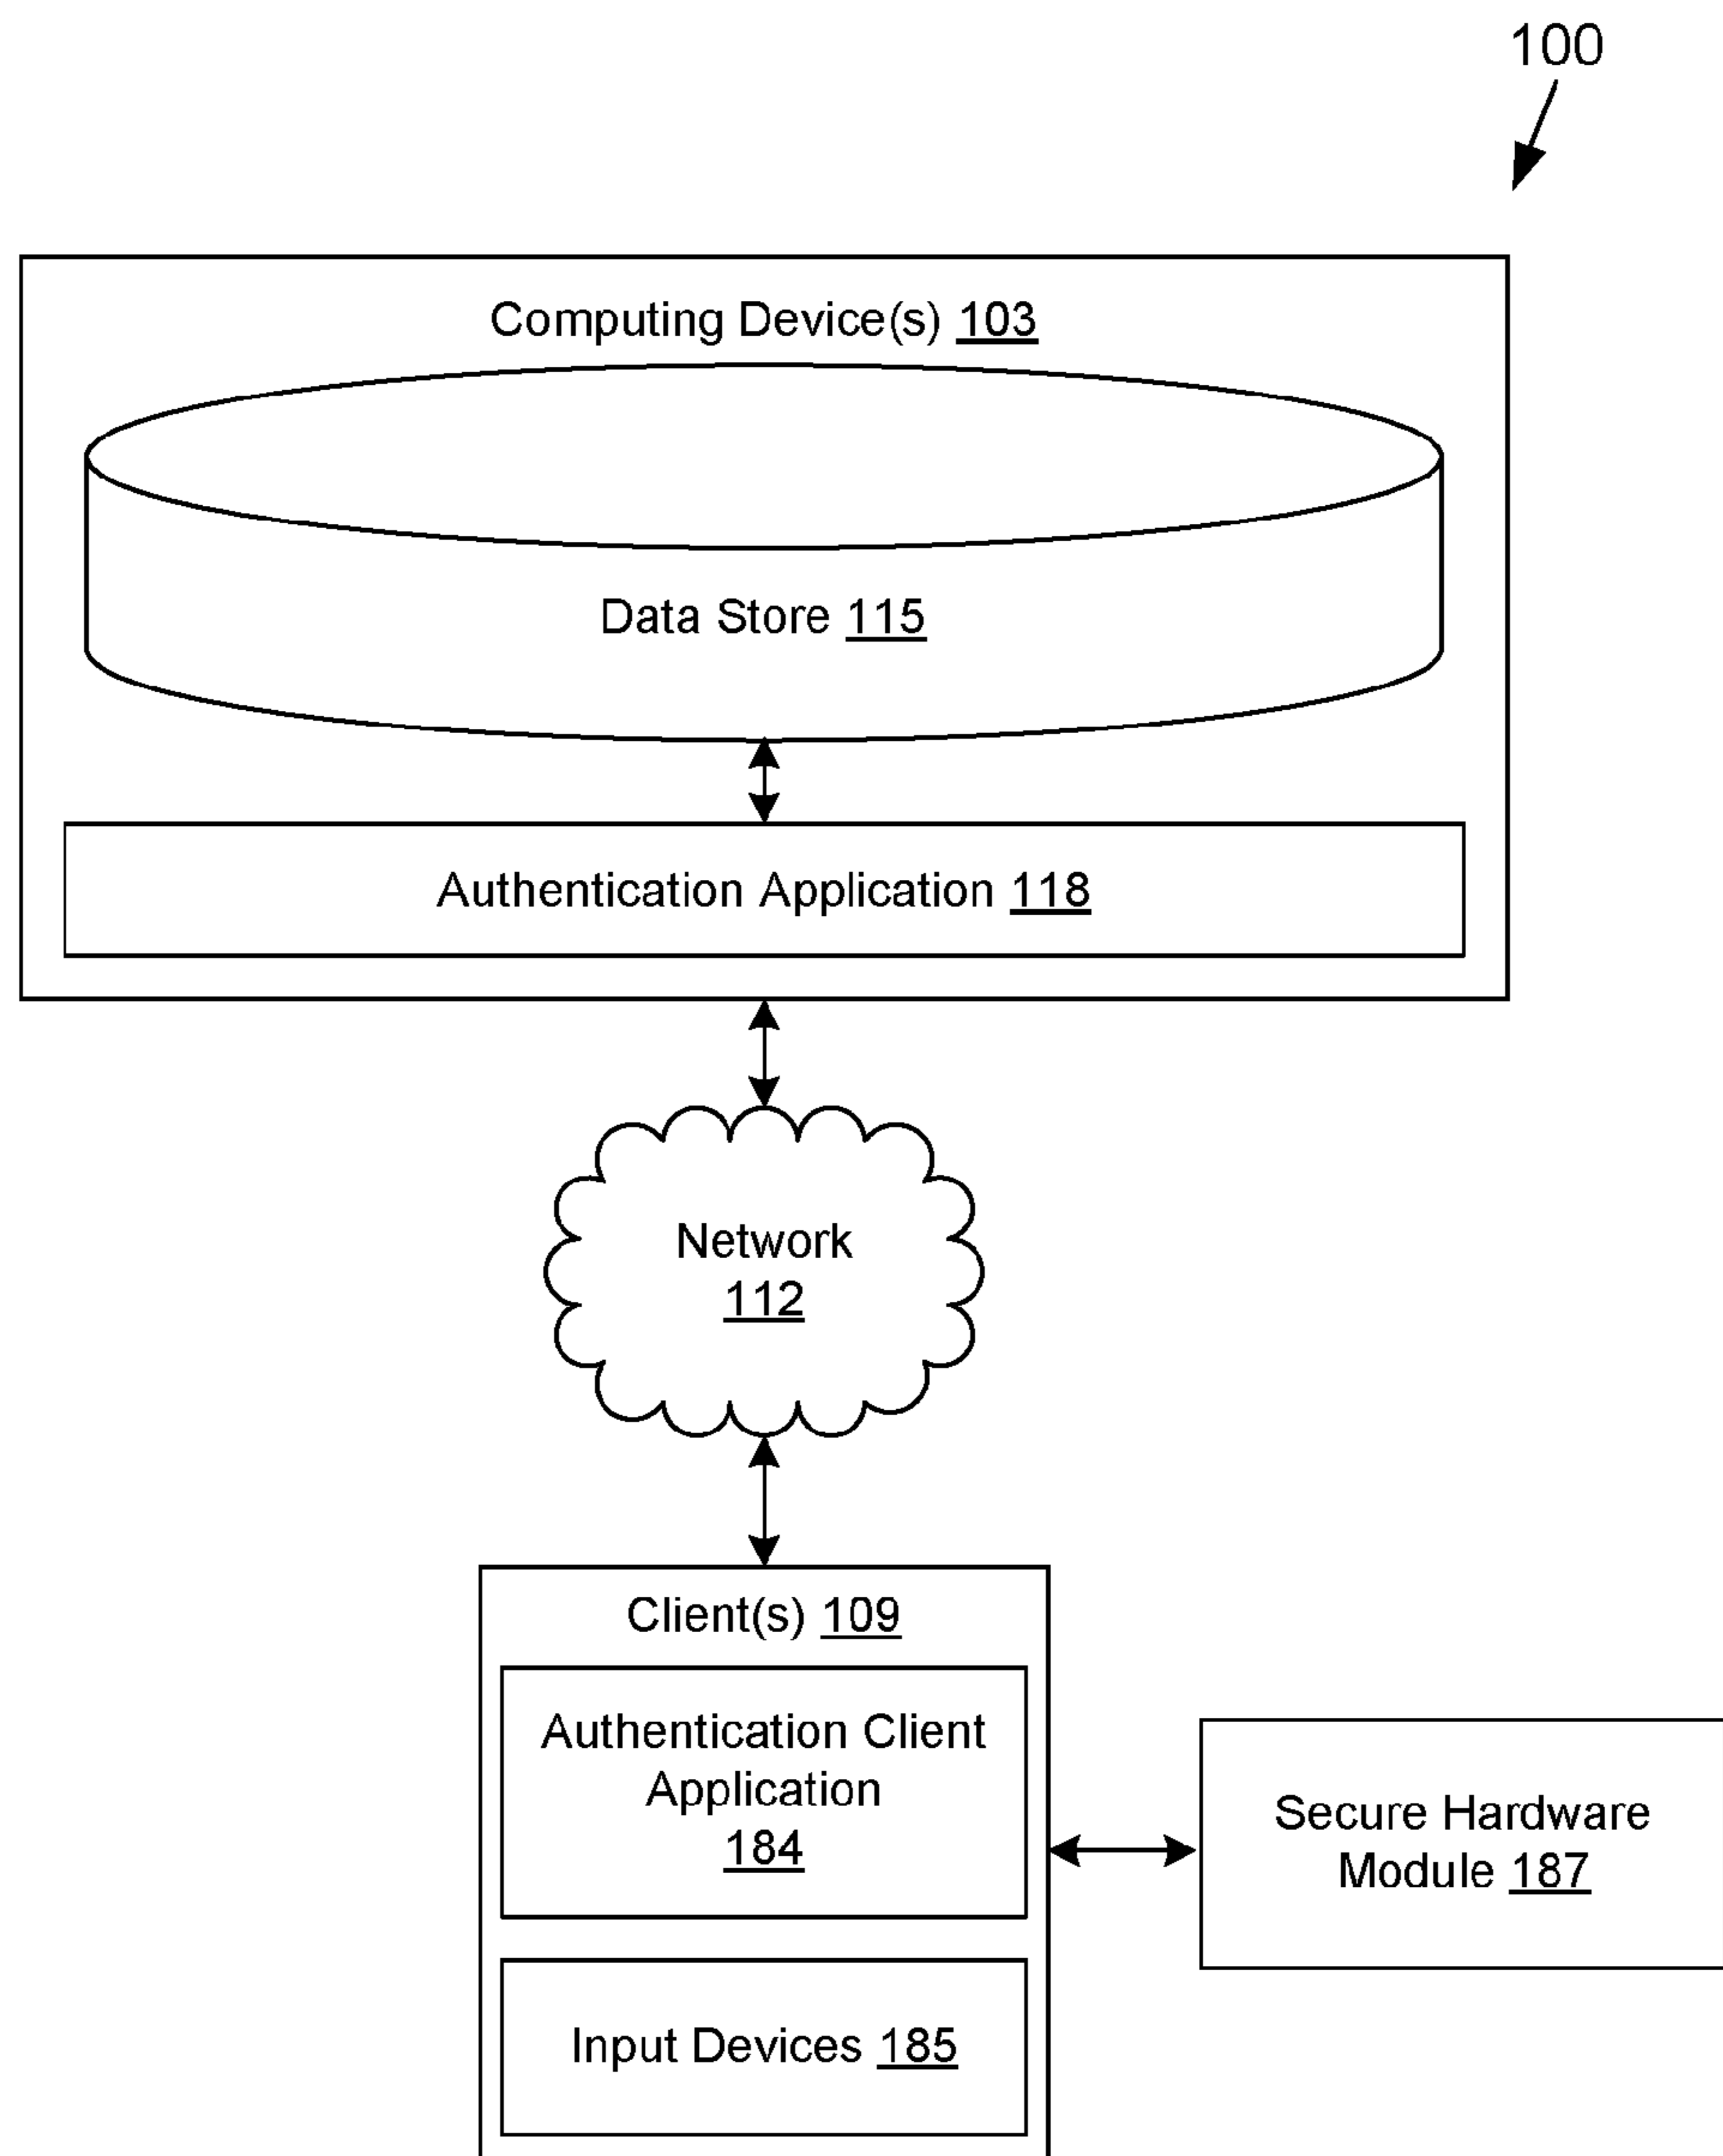 100
Computing Device(s) 103
Data Store 115
Authentication Application 118
Network
112
Client(s) 109
Authentication Client
Application
184
Secure Hardware
Module 187
Input Devices 185